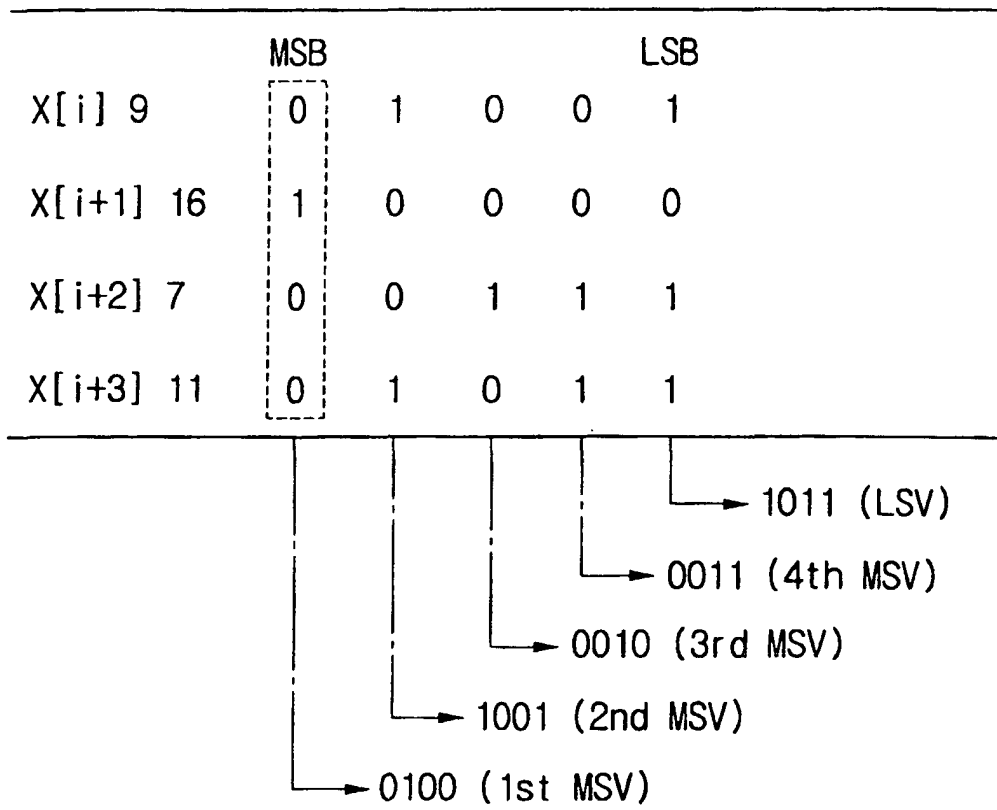 MSB LSB
X[i] 9 0 1 0 0 1
X[i+1] 16 1 0 0 0 0
X[i+2] 7 0 0 1 1 1
X[i+3] 11 0 1 0 1 1
1011 (LSV)
0011 (4th MSV)
0010 (3rd MSV)
1001 (2nd MSV)
0100 (1st MSV)